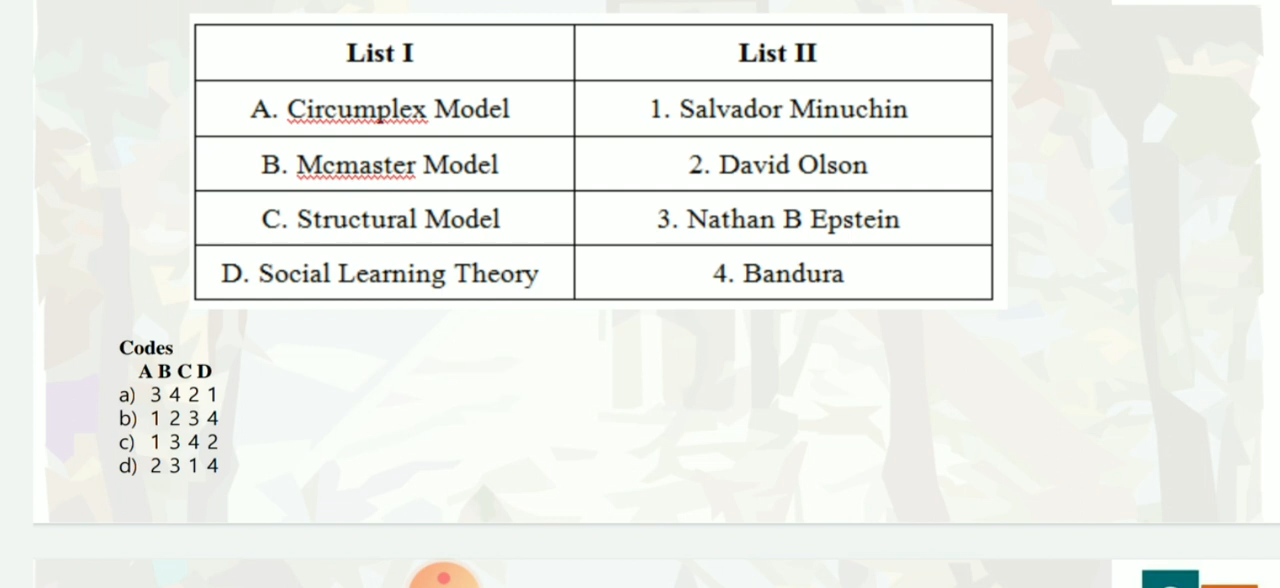 List I List II
A. Circumplex Model 1. Salvador Minuchin
B. Mcmaster Model 2. David Olson
C. Structural Model 3. Nathan B Epstein
D. Social Learning Theory 4. Bandura
Codes
A B C D
a) 3 4 2 1
b) 1 2 3 4
c) 1 3 4 2
d) 2 3 1 4